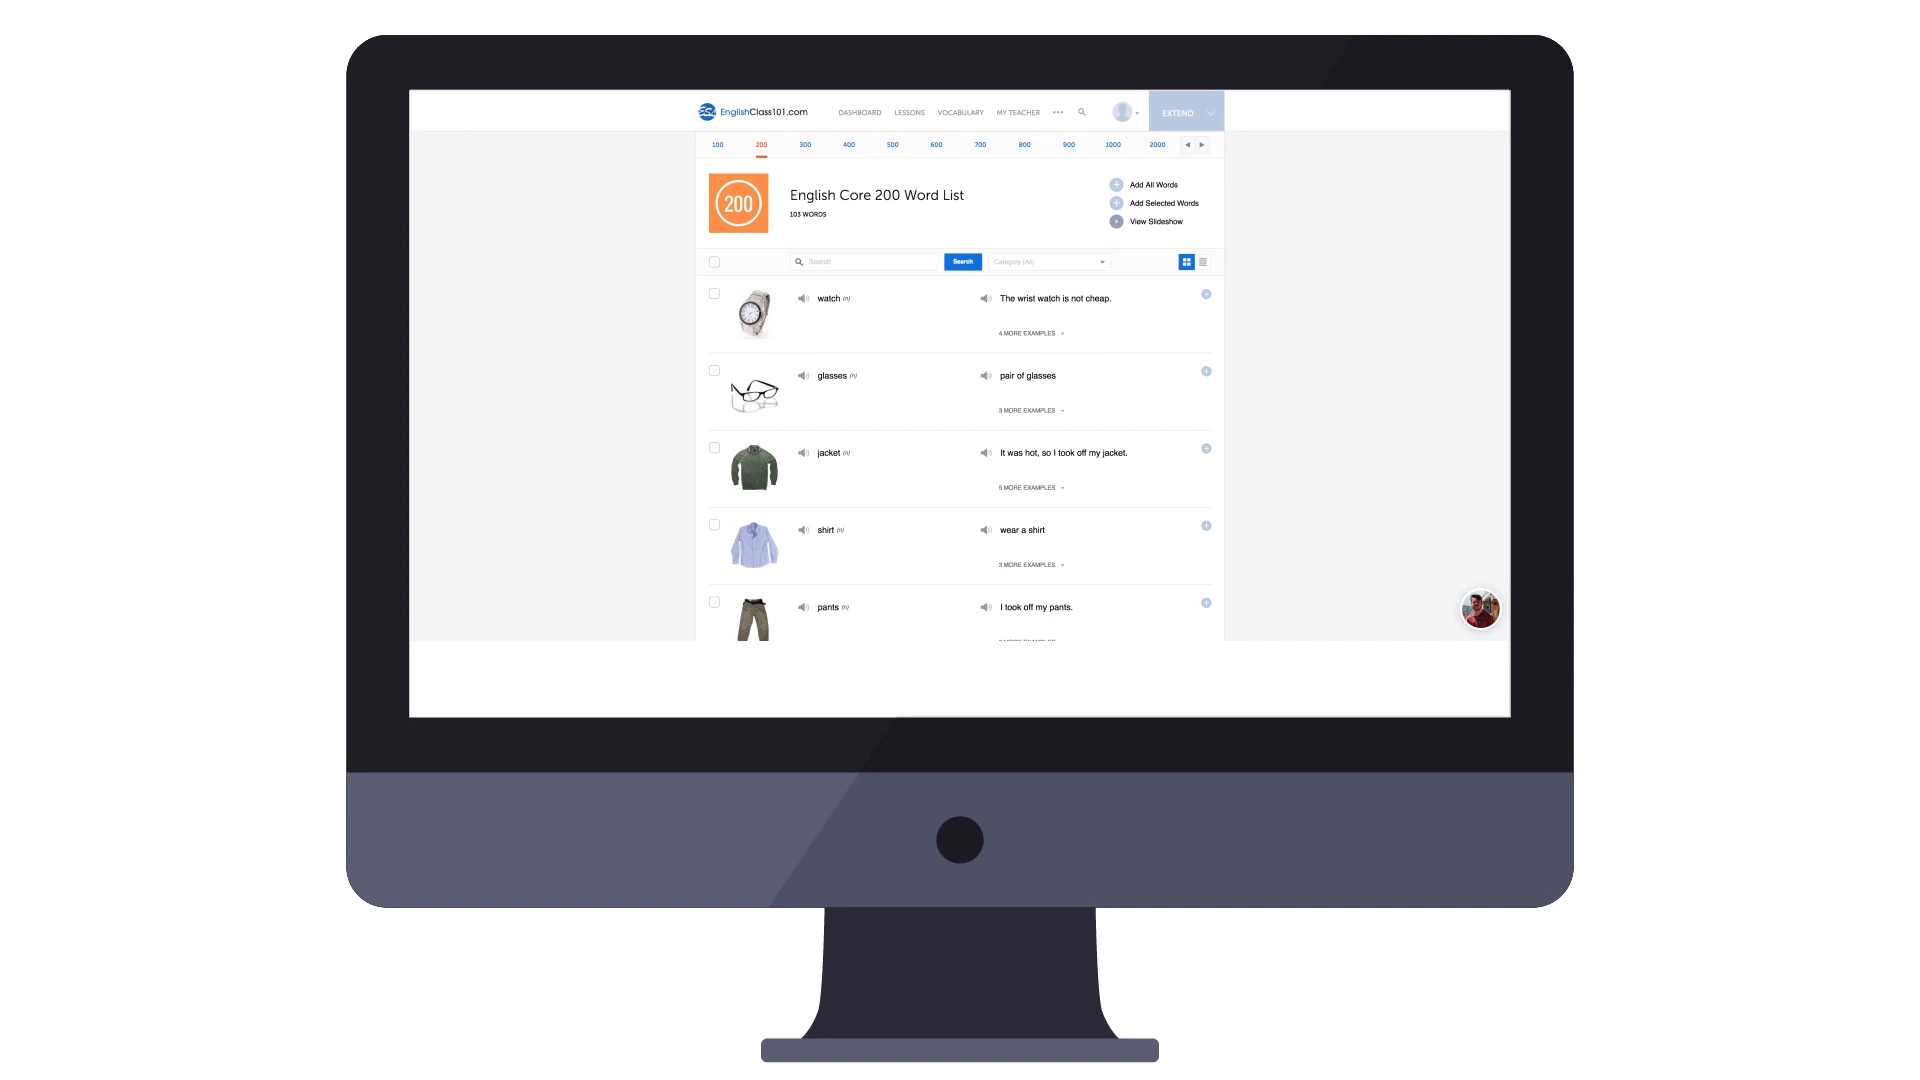 EnglishClass101.com DASHBOARD LESSONS VOCABULARY MY TEACHER EXTEND
100 200 300 400 500 600 700 800 900 1000 2000
200
English Core 200 Word List
103 WORDS
Add All Words
Add Selected Words
View Slideshow
Search Search Category (All)
watch (n) The wrist watch is not cheap.
4 MORE EXAMPLES
glasses (n) pair of glasses
3 MORE EXAMPLES
jacket (n) It was hot, so I took off my jacket.
5 MORE EXAMPLES
shirt (n) wear a shirt
3 MORE EXAMPLES
pants (n) I took off my pants.